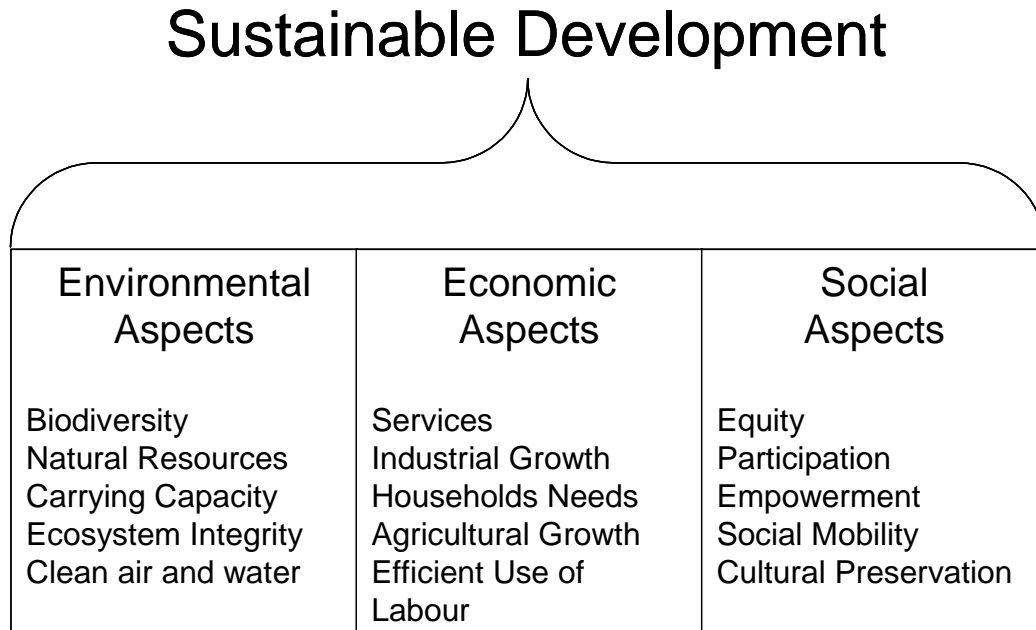 Sustainable Development
Environmental
Aspects
Biodiversity
Natural Resources
Carrying Capacity
Ecosystem Integrity
Clean air and water
Economic
Aspects
Services
Industrial Growth
Households Needs
Agricultural Growth
Efficient Use of
Labour
Social
Aspects
Equity
Participation
Empowerment
Social Mobility
Cultural Preservation